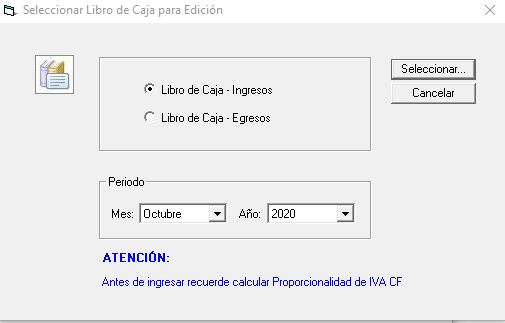 Seleccionar Libro de Caja para Edición
Libro de Caja - Ingresos
Seleccionar...
Libro de Caja - Egresos
Cancelar
Periodo
Mes: Octubre Año: 2020
ATENCIÓN:
Antes de ingresar recuerde calcular Proporcionalidad de IVA CF